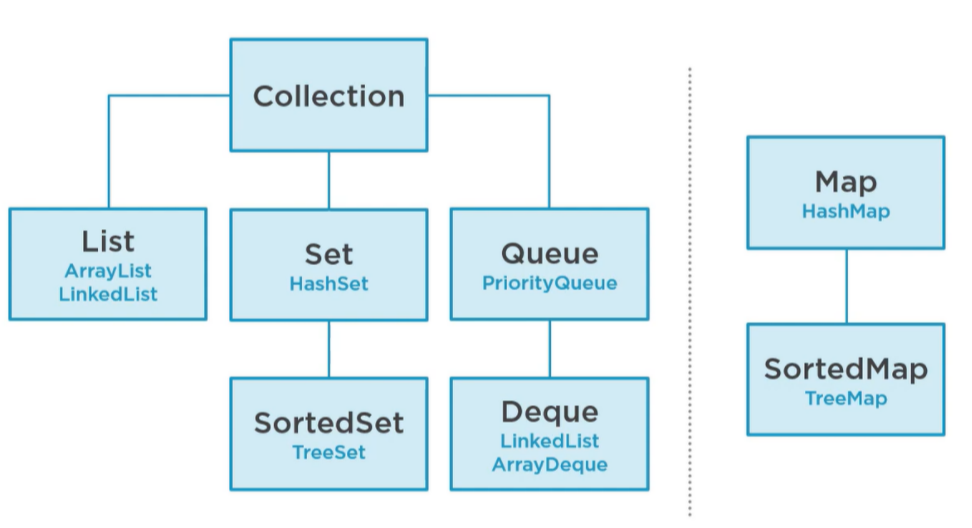 Collection
List
ArrayList
LinkedList
Set
HashSet
Queue
PriorityQueue
SortedSet
TreeSet
Deque
LinkedList
ArrayDeque
Map
HashMap
SortedMap
TreeMap